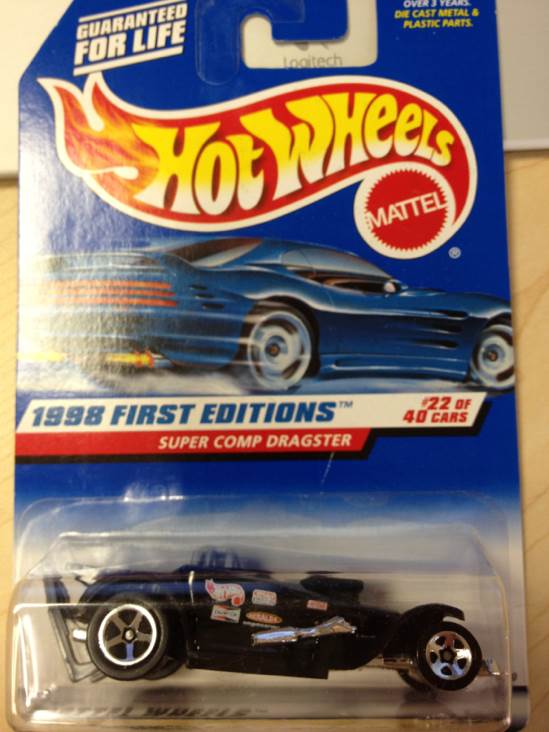 GUARANTEED
FOR LIFE
OVER 3 YEARS.
DIE CAST METAL &
PLASTIC PARTS.
Logitech
HOT WHEELS
MATTEL
®
1998 FIRST EDITIONS™
#22 OF
40 CARS
SUPER COMP DRAGSTER